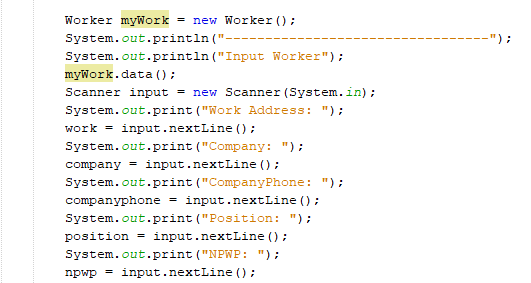 Worker myWork = new Worker();
System.out.println("---------------------------------");
System.out.println("Input Worker");
myWork.data();
Scanner input = new Scanner(System.in);
System.out.print("Work Address: ");
work = input.nextLine();
System.out.print("Company: ");
company = input.nextLine();
System.out.print("CompanyPhone: ");
companyphone = input.nextLine();
System.out.print("Position: ");
position = input.nextLine();
System.out.print("NPWP: ");
npwp = input.nextLine();